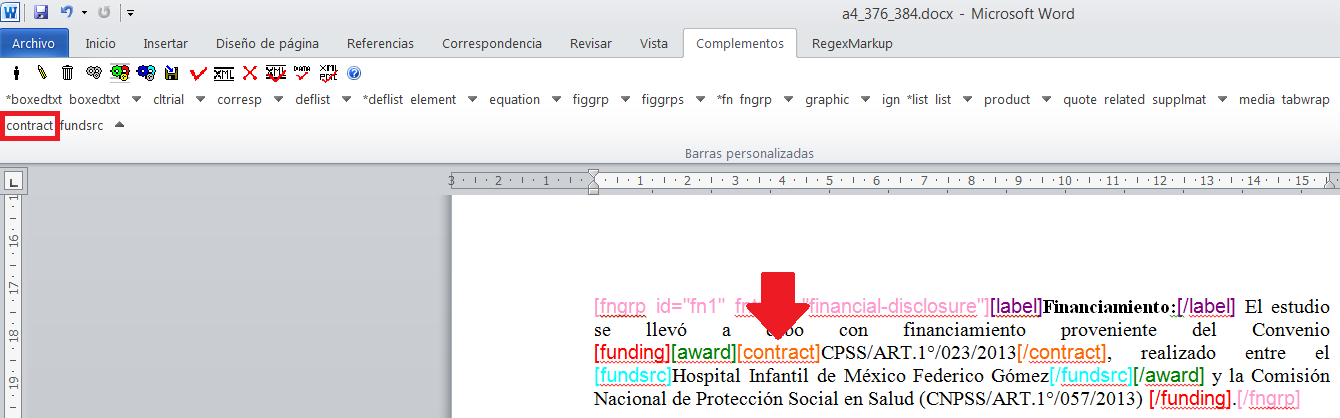 a4_376_384.docx - Microsoft Word
Archivo Inicio Insertar Diseño de página Referencias Correspondencia Revisar Vista Complementos RegexMarkup
*boxedtxt boxedtxt cltrial corresp deflist *deflist element equation figgrp figgrps *fn fngrp graphic ign *list list product quote related supplmat media tabwrap
contract fundsrc
Barras personalizadas
3 2 1 1 2 3 4 5 6 7 8 9 10 11 12 13 14 15
16
17
18
19
[fngrp id="fn1" "financial-disclosure"][label]Financiamiento:[/label] El estudio
se llevó a con financiamiento proveniente del Convenio
[funding][award][contract]CPSS/ART.1°/023/2013[/contract], realizado entre el
[fundsrc]Hospital Infantil de México Federico Gómez[/fundsrc][/award] y la Comisión
Nacional de Protección Social en Salud (CNPSS/ART.1°/057/2013) [/funding].[/fngrp]